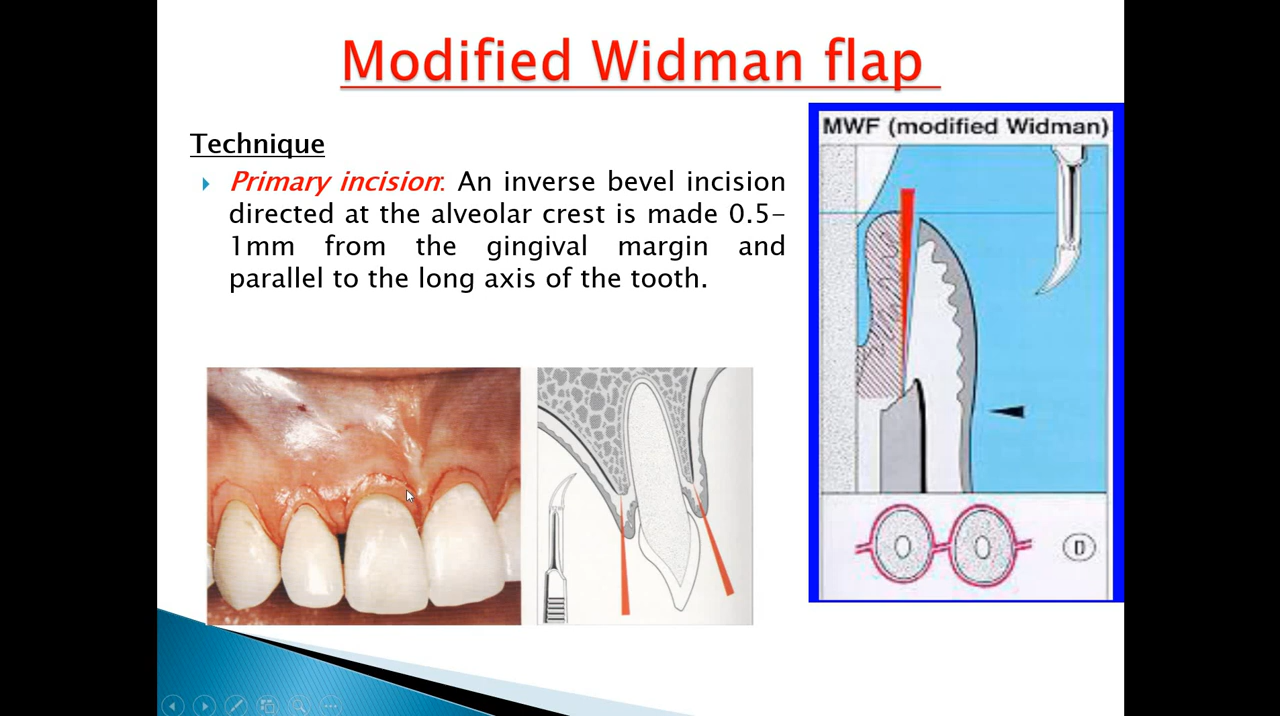 Modified Widman flap
Technique
Primary incision: An inverse bevel incision
directed at the alveolar crest is made 0.5-
1mm from the gingival margin and
parallel to the long axis of the tooth.
MWF (modified Widman)